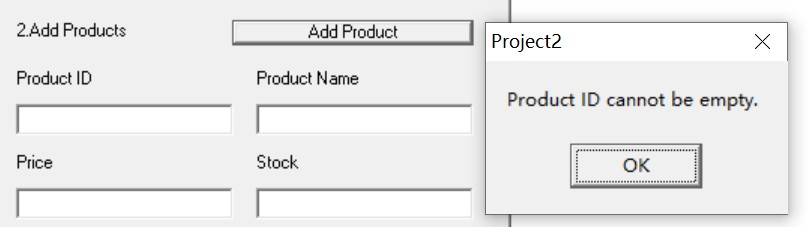 2.Add Products
Add Product
Product ID
Product Name
Price
Stock
Project2
Product ID cannot be empty.
OK